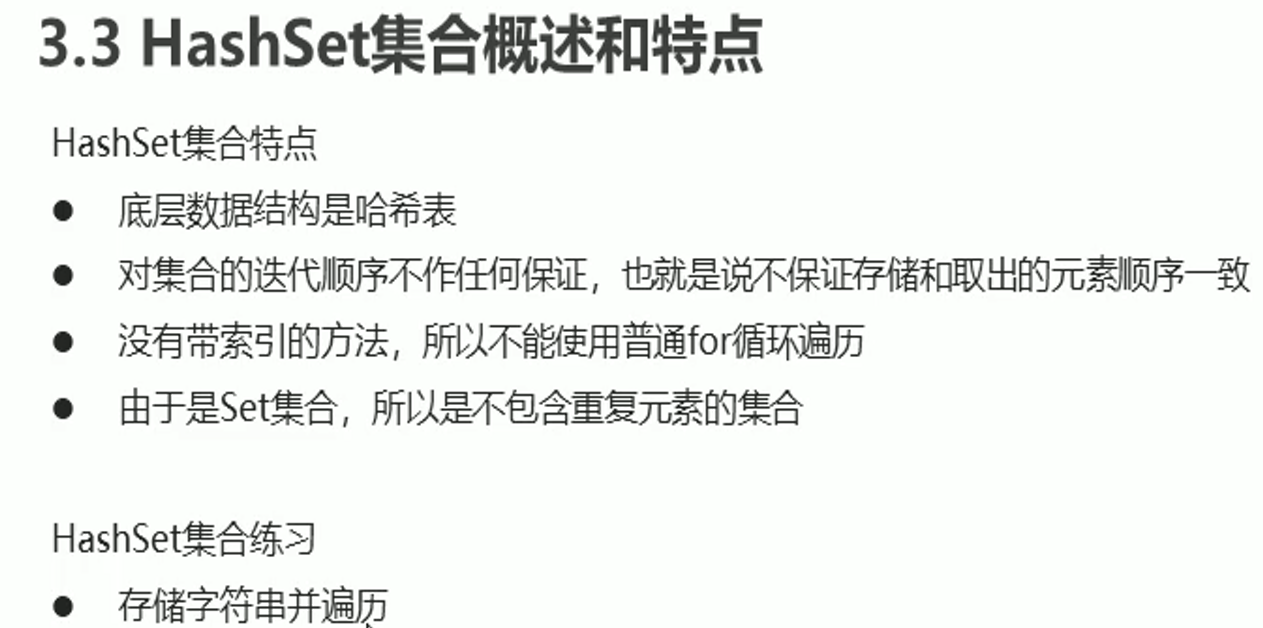 3.3 HashSet集合概述和特点
HashSet集合特点
● 底层数据结构是哈希表
● 对集合的迭代顺序不作任何保证，也就是说不保证存储和取出的元素顺序一致
● 没有带索引的方法，所以不能使用普通for循环遍历
● 由于是Set集合，所以是不包含重复元素的集合
HashSet集合练习
● 存储字符串并遍历